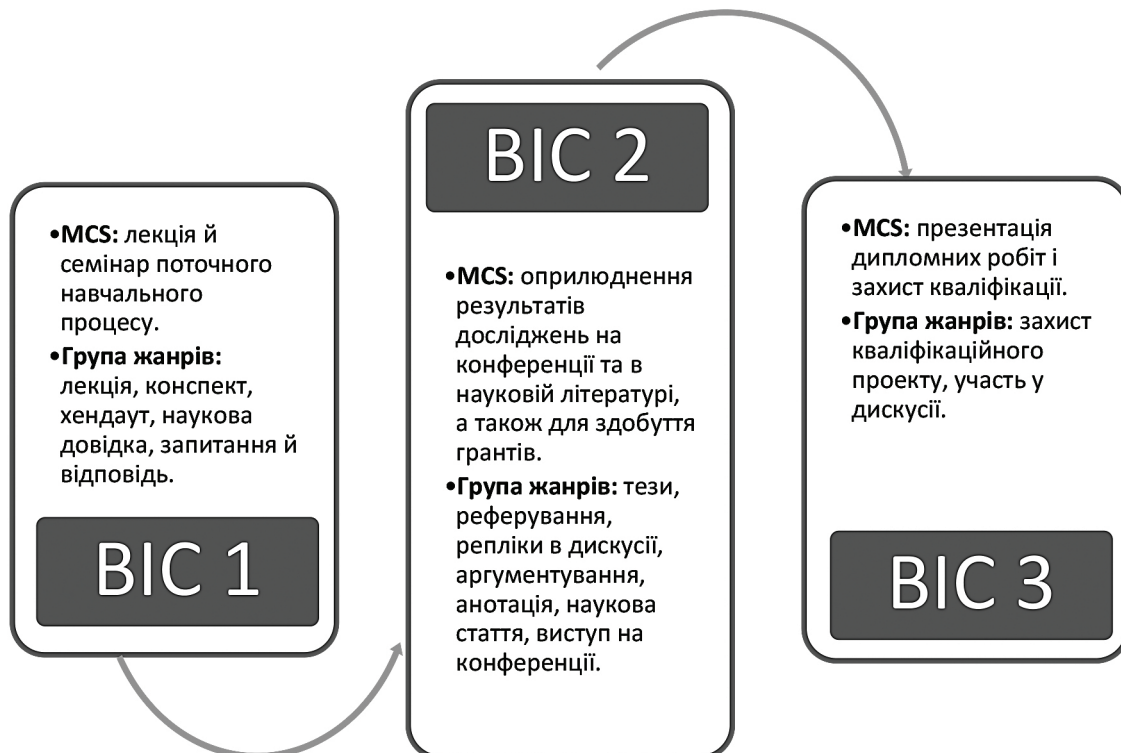 •MCS: лекція й
семінар поточного
навчального
процесу.
•Група жанрів:
лекція, конспект,
хендаут, наукова
довідка, запитання й
відповідь.
ВІС 1
ВІС 2
•MCS: оприлюднення
результатів
досліджень на
конференції та в
науковій літературі,
а також для здобуття
грантів.
•Група жанрів: тези,
реферування,
репліки в дискусії,
аргументування,
анотація, наукова
стаття, виступ на
конференції.
•MCS: презентація
дипломних робіт і
захист кваліфікації.
•Група жанрів: захист
кваліфікаційного
проекту, участь у
дискусії.
ВІС 3